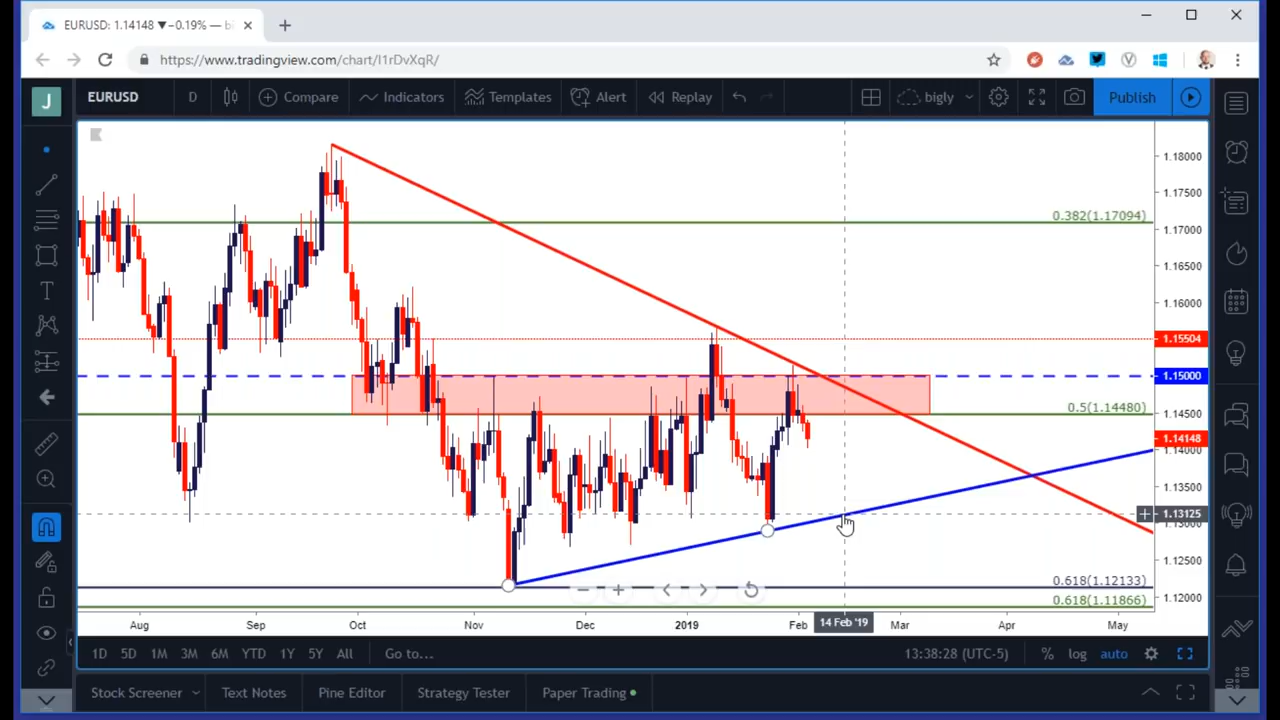 EURUSD: 1.14148 ▼ −0.19% — bi
https://www.tradingview.com/chart/I1rDvXqR/
J
EURUSD D Compare Indicators Templates Alert Replay bigly Publish
T
1.18000
1.17500
0.382(1.17094)
1.17000
1.16500
1.16000
1.15504
1.15000
0.5(1.14480)
1.14500
1.14148
1.14000
1.13500
1.13125
1.13000
1.12500
0.618(1.12133)
0.618(1.11866)
1.12000
Aug Sep Oct Nov Dec 2019 Feb 14 Feb '19 Mar Apr May
1D 5D 1M 3M 6M YTD 1Y 5Y All Go to... 13:38:28 (UTC-5) % log auto
Stock Screener Text Notes Pine Editor Strategy Tester Paper Trading